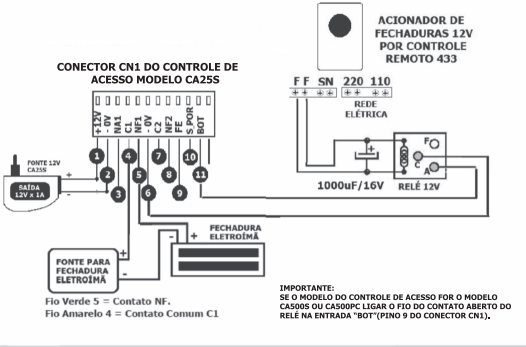 ACIONADOR DE
FECHADURAS 12V
POR CONTROLE
REMOTO 433
CONECTOR CN1 DO CONTROLE DE
ACESSO MODELO CA25S
F F SN 220 110
REDE
ELÉTRICA
+12V
- 0V
NA1
C1
NF1
- 0V
C2
NF2
FE
S_POR
BOT
1
2
3
4
5
6
7
8
9
10
11
FONTE 12V
CA25S
SAÍDA
12V x 1A
+
-
+
1000uF/16V
F
C
A
RELÊ 12V
FECHADURA
ELETROÍMÃ
- +
FONTE PARA
FECHADURA
ELETROÍMÃ
+
-
Fio Verde 5 = Contato NF.
Fio Amarelo 4 = Contato Comum C1
IMPORTANTE:
SE O MODELO DO CONTROLE DE ACESSO FOR O MODELO
CA500S OU CA500PC LIGAR O FIO DO CONTATO ABERTO DO
RELÊ NA ENTRADA "BOT"(PINO 9 DO CONECTOR CN1).